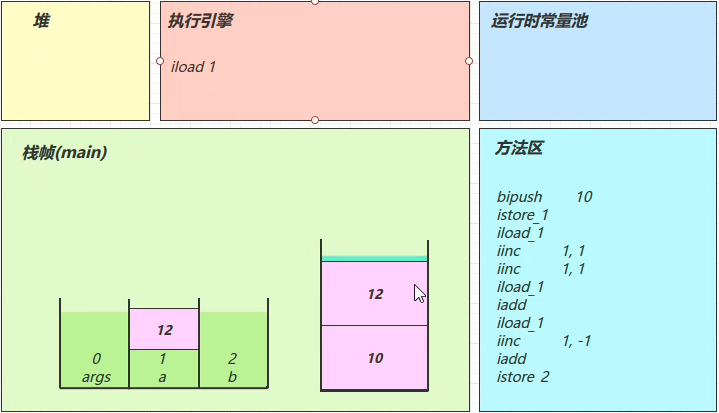 堆
执行引擎
iload 1
运行时常量池
栈帧(main)
12
0 1 2
args a b
12
10
方法区
bipush 10
istore_1
iload_1
iinc 1, 1
iinc 1, 1
iload_1
iadd
iload_1
iinc 1, -1
iadd
istore 2